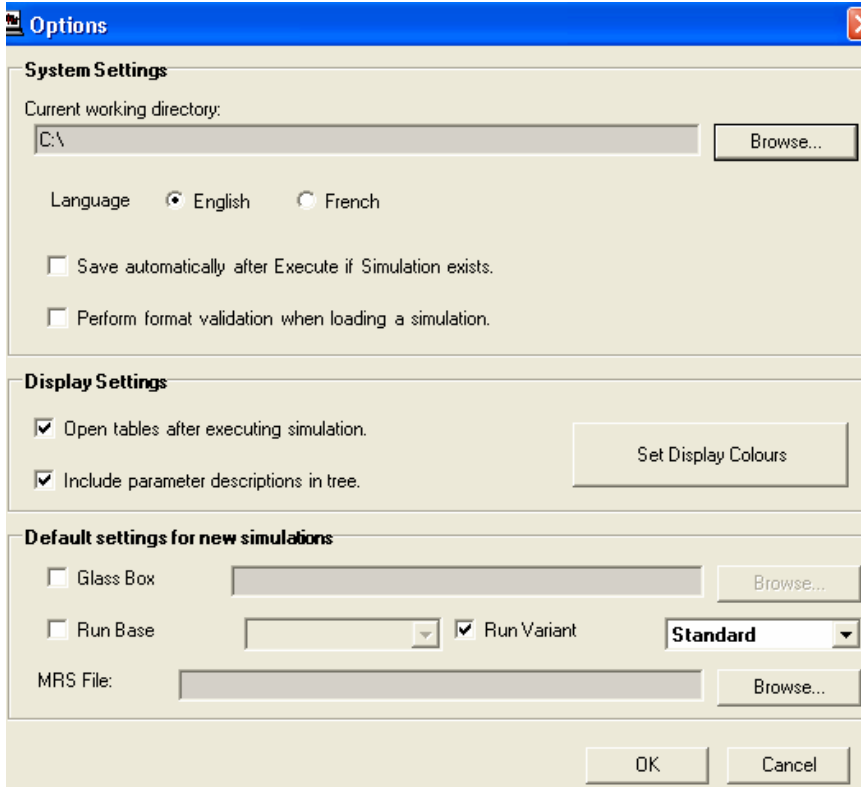 Options
System Settings
Current working directory:
C:\ Browse...
Language English French
Save automatically after Execute if Simulation exists.
Perform format validation when loading a simulation.
Display Settings
Open tables after executing simulation.
Set Display Colours
Include parameter descriptions in tree.
Default settings for new simulations
Glass Box Browse...
Run Base Run Variant Standard
MRS File: Browse...
OK Cancel